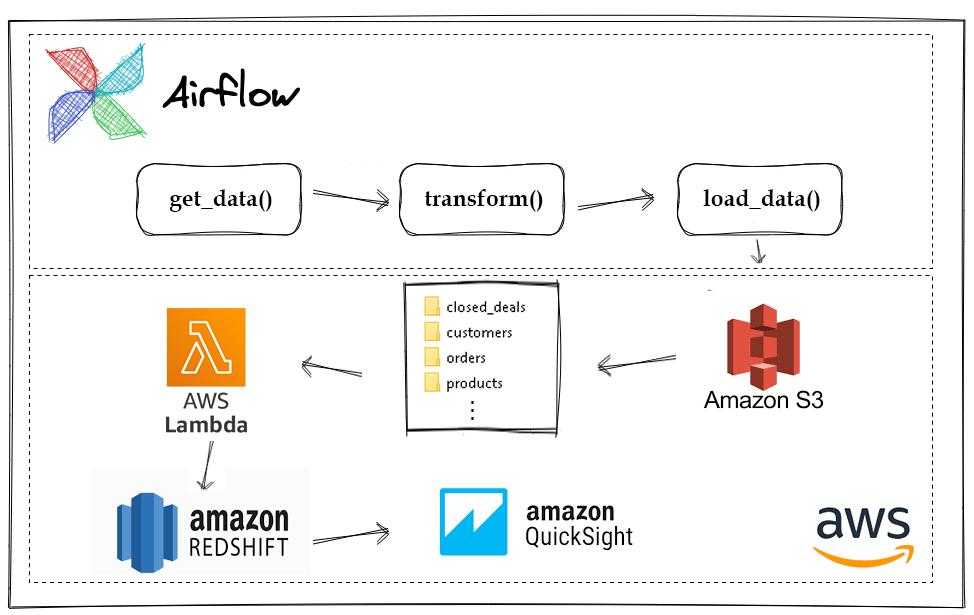 Airflow
get_data()
transform()
load_data()
closed_deals
customers
orders
products
⋮
AWS
Lambda
Amazon S3
amazon
REDSHIFT
amazon
QuickSight
aws